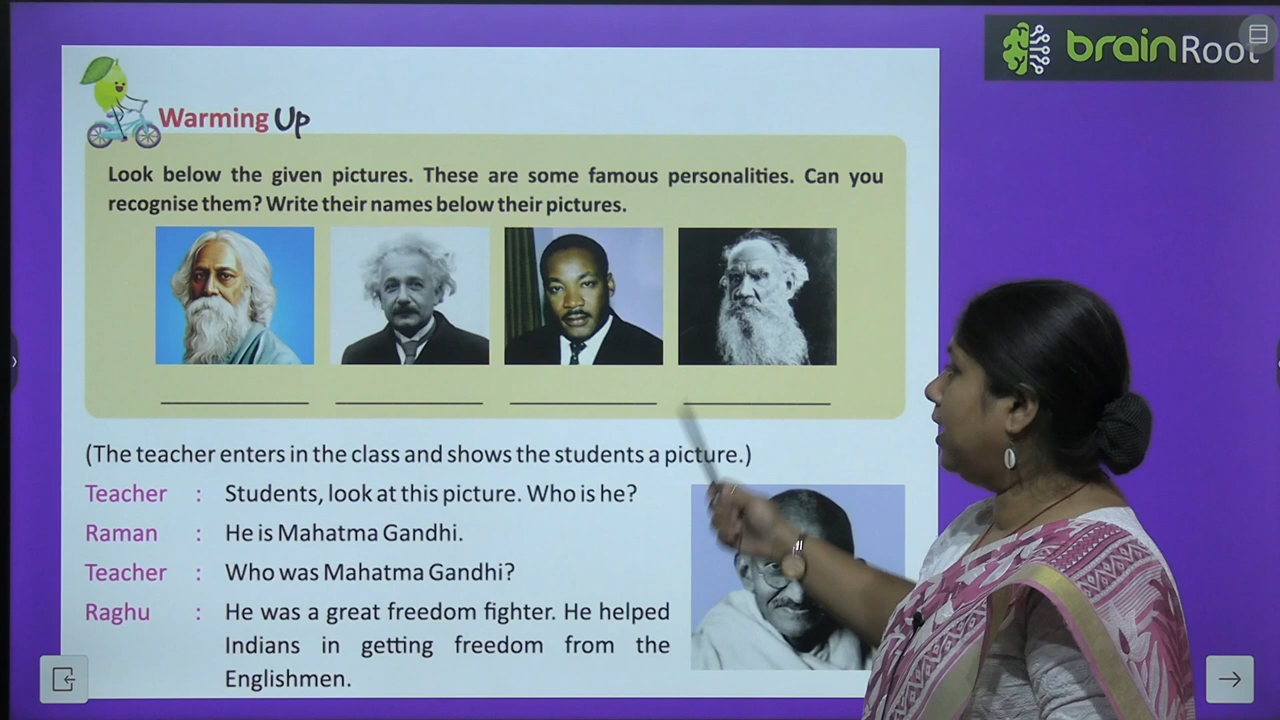 brainRoot
Warming Up
Look below the given pictures. These are some famous personalities. Can you
recognise them? Write their names below their pictures.
(The teacher enters in the class and shows the students a picture.)
Teacher : Students, look at this picture. Who is he?
Raman : He is Mahatma Gandhi.
Teacher : Who was Mahatma Gandhi?
Raghu : He was a great freedom fighter. He helped
Indians in getting freedom from the
Englishmen.